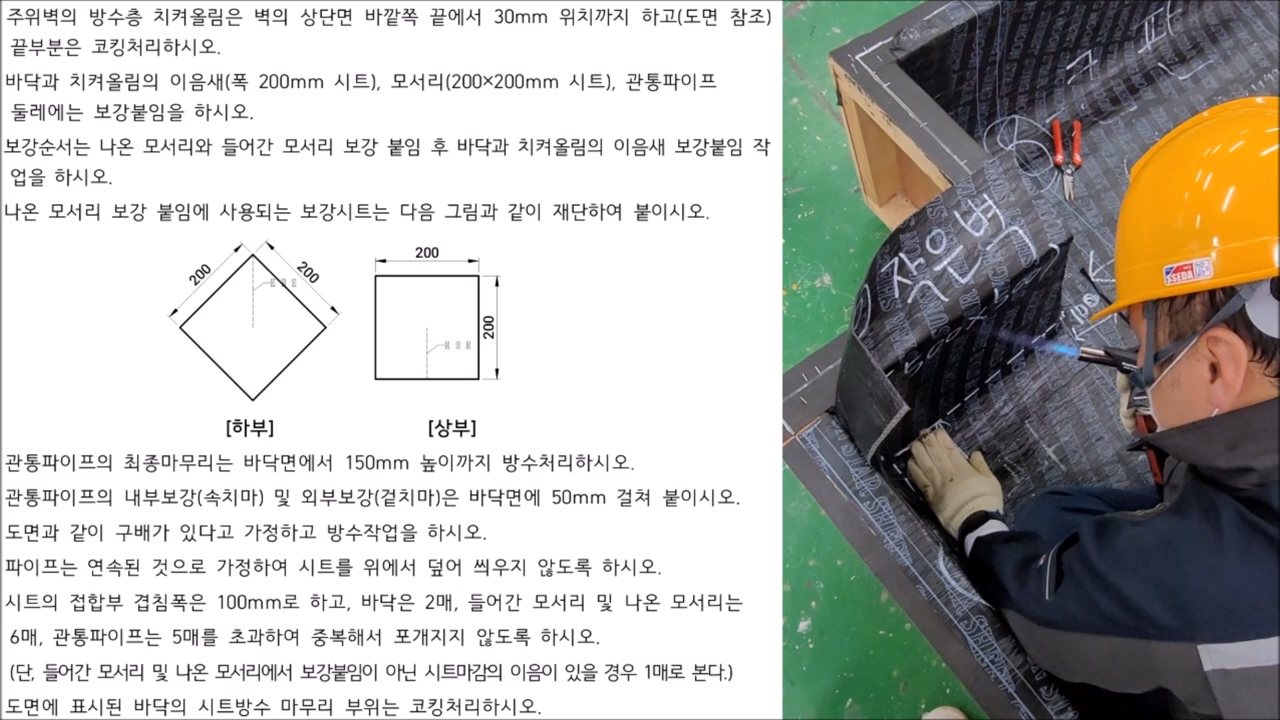 주위벽의 방수층 치켜올림은 벽의 상단면 바깥쪽 끝에서 30mm 위치까지 하고(도면 참조)
끝부분은 코킹처리하시오.
바닥과 치켜올림의 이음새(폭 200mm 시트), 모서리(200×200mm 시트), 관통파이프
둘레에는 보강붙임을 하시오.
보강순서는 나온 모서리와 들어간 모서리 보강 붙임 후 바닥과 치켜올림의 이음새 보강붙임 작
업을 하시오.
나온 모서리 보강 붙임에 사용되는 보강시트는 다음 그림과 같이 재단하여 붙이시오.
200
200
200
200
[하부]
[상부]
관통파이프의 최종마무리는 바닥면에서 150mm 높이까지 방수처리하시오.
관통파이프의 내부보강(속치마) 및 외부보강(겉치마)은 바닥면에 50mm 걸쳐 붙이시오.
도면과 같이 구배가 있다고 가정하고 방수작업을 하시오.
파이프는 연속된 것으로 가정하여 시트를 위에서 덮어 씌우지 않도록 하시오.
시트의 접합부 겹침폭은 100mm로 하고, 바닥은 2매, 들어간 모서리 및 나온 모서리는
6매, 관통파이프는 5매를 초과하여 중복해서 포개지지 않도록 하시오.
(단, 들어간 모서리 및 나온 모서리에서 보강붙임이 아닌 시트마감의 이음이 있을 경우 1매로 본다.)
도면에 표시된 바닥의 시트방수 마무리 부위는 코킹처리하시오.
작은벽
SSEDA